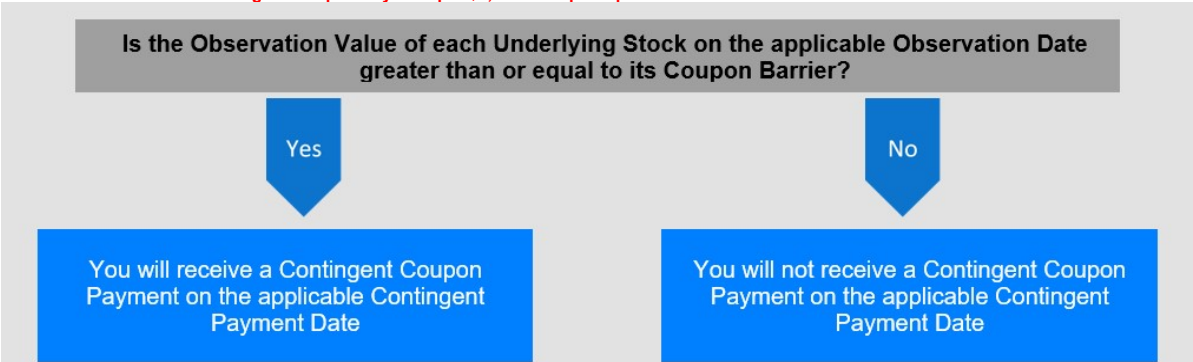 Is the Observation Value of each Underlying Stock on the applicable Observation Date
greater than or equal to its Coupon Barrier?
Yes
No
You will receive a Contingent Coupon
Payment on the applicable Contingent
Payment Date
You will not receive a Contingent Coupon
Payment on the applicable Contingent
Payment Date